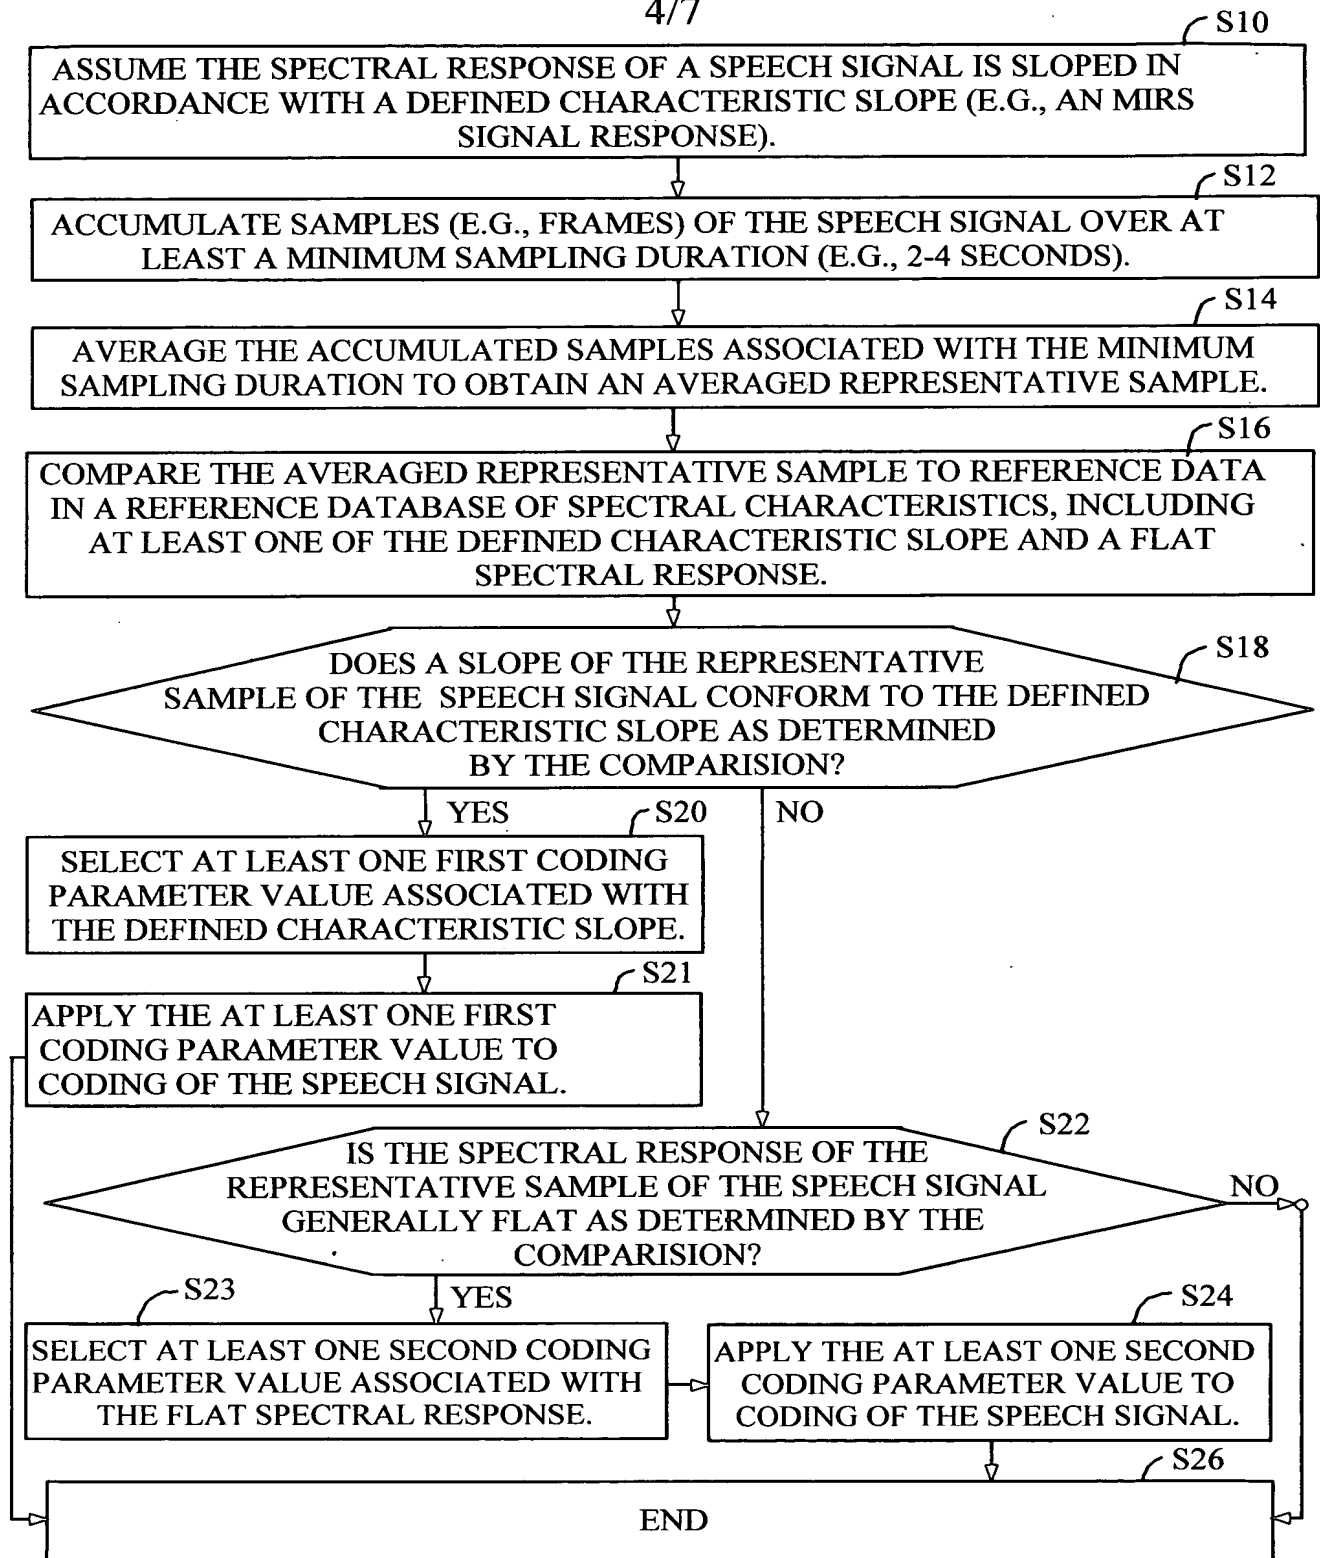 4/7
S10
ASSUME THE SPECTRAL RESPONSE OF A SPEECH SIGNAL IS SLOPED IN
ACCORDANCE WITH A DEFINED CHARACTERISTIC SLOPE (E.G., AN MIRS
SIGNAL RESPONSE).
S12
ACCUMULATE SAMPLES (E.G., FRAMES) OF THE SPEECH SIGNAL OVER AT
LEAST A MINIMUM SAMPLING DURATION (E.G., 2-4 SECONDS).
S14
AVERAGE THE ACCUMULATED SAMPLES ASSOCIATED WITH THE MINIMUM
SAMPLING DURATION TO OBTAIN AN AVERAGED REPRESENTATIVE SAMPLE.
S16
COMPARE THE AVERAGED REPRESENTATIVE SAMPLE TO REFERENCE DATA
IN A REFERENCE DATABASE OF SPECTRAL CHARACTERISTICS, INCLUDING
AT LEAST ONE OF THE DEFINED CHARACTERISTIC SLOPE AND A FLAT
SPECTRAL RESPONSE.
S18
DOES A SLOPE OF THE REPRESENTATIVE
SAMPLE OF THE SPEECH SIGNAL CONFORM TO THE DEFINED
CHARACTERISTIC SLOPE AS DETERMINED
BY THE COMPARISION?
YES
NO
S20
SELECT AT LEAST ONE FIRST CODING
PARAMETER VALUE ASSOCIATED WITH
THE DEFINED CHARACTERISTIC SLOPE.
S21
APPLY THE AT LEAST ONE FIRST
CODING PARAMETER VALUE TO
CODING OF THE SPEECH SIGNAL.
S22
IS THE SPECTRAL RESPONSE OF THE
REPRESENTATIVE SAMPLE OF THE SPEECH SIGNAL
GENERALLY FLAT AS DETERMINED BY THE
COMPARISION?
NO
YES
S23
SELECT AT LEAST ONE SECOND CODING
PARAMETER VALUE ASSOCIATED WITH
THE FLAT SPECTRAL RESPONSE.
S24
APPLY THE AT LEAST ONE SECOND
CODING PARAMETER VALUE TO
CODING OF THE SPEECH SIGNAL.
S26
END